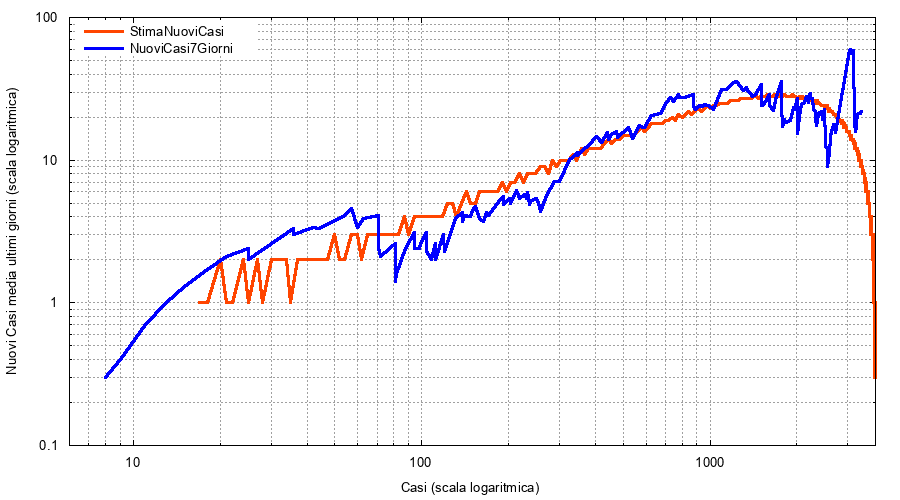 100
StimaNuoviCasi
NuoviCasi7Giorni
10
1
0.1
Nuovi Casi media ultimi giorni (scala logaritmica)
10 100 1000
Casi (scala logaritmica)